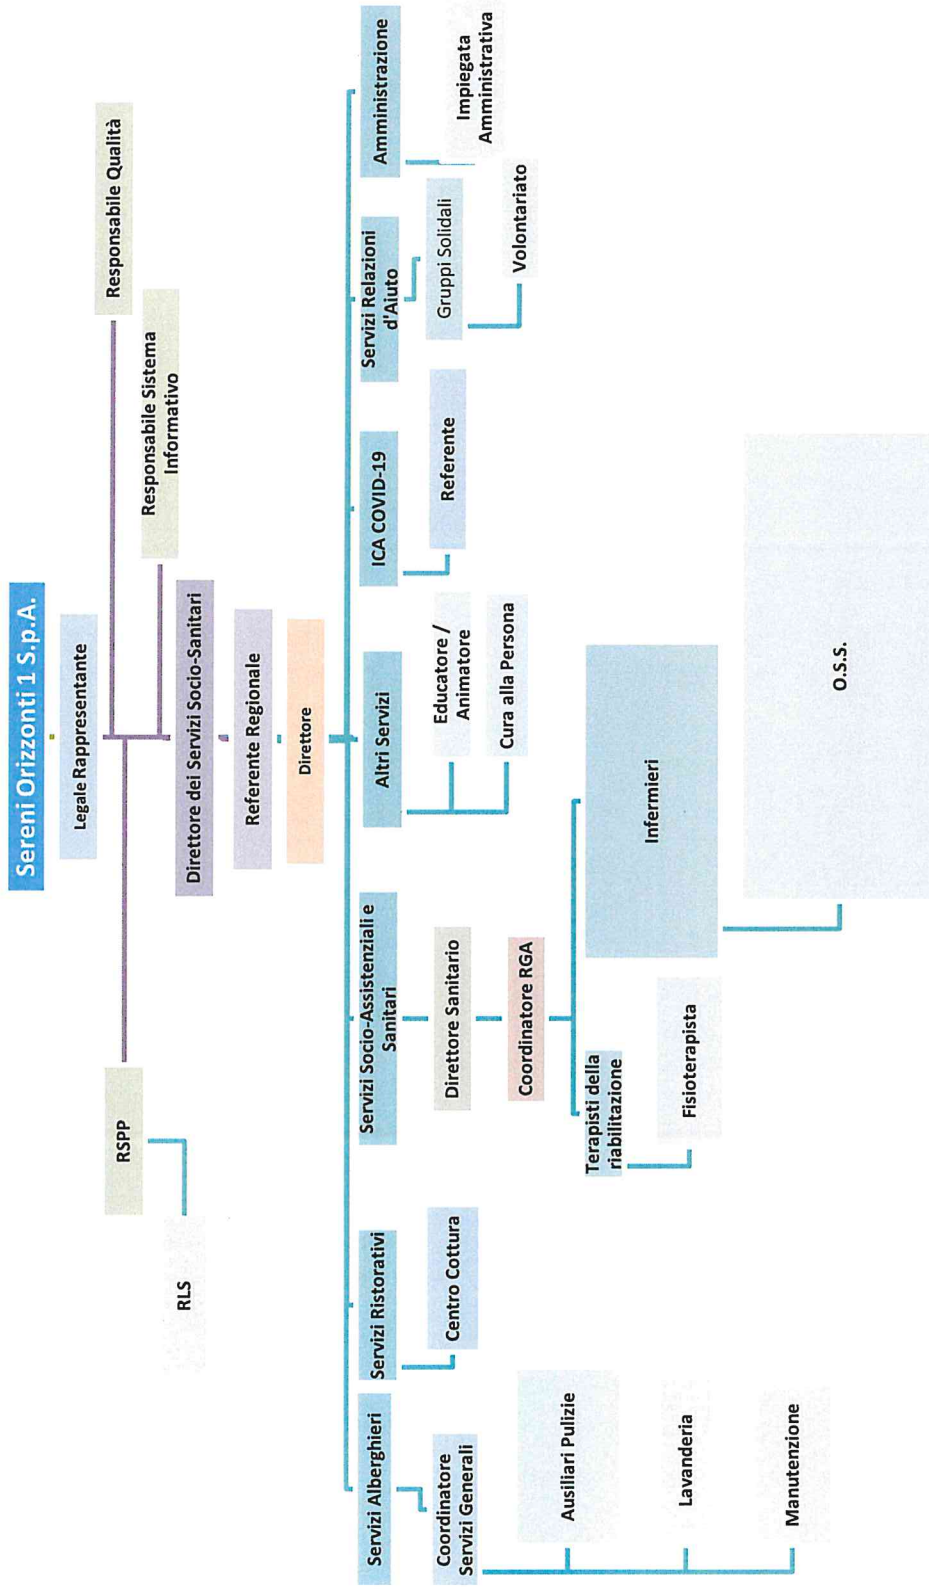 Sereni Orizzonti 1 S.p.A.
Legale Rappresentante
Responsabile Qualità
RSPP
Responsabile Sistema
Informativo
RLS
Direttore dei Servizi Socio-Sanitari
Referente Regionale
Direttore
Servizi Alberghieri
Servizi Ristorativi
Servizi Socio-Assistenziali e
Sanitari
Altri Servizi
ICA COVID-19
Servizi Relazioni
d'Aiuto
Amministrazione
Coordinatore
Servizi Generali
Centro Cottura
Direttore Sanitario
Educatore /
Animatore
Referente
Gruppi Solidali
Impiegata
Amministrativa
Cura alla Persona
Volontariato
Coordinatore RGA
Ausiliari Pulizie
Terapisti della
riabilitazione
Infermieri
Lavanderia
Fisioterapista
Manutenzione
O.S.S.